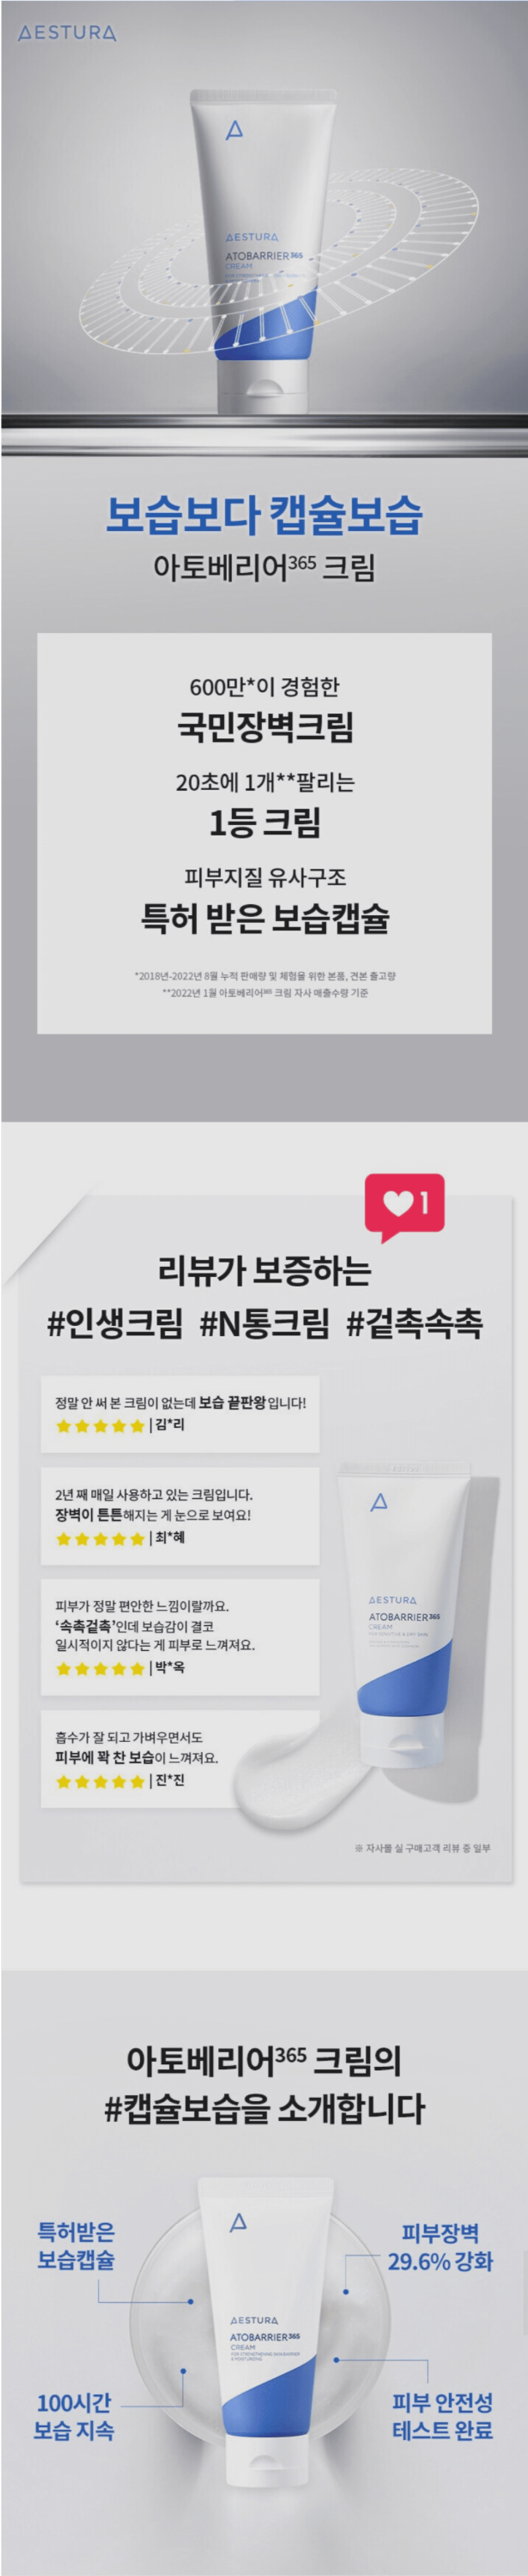 AESTURA
AESTURA
ATOBARRIER365
CREAM
보습보다 캡슐보습
아토베리어365 크림
600만*이 경험한
국민장벽크림
20초에 1개**팔리는
1등 크림
피부지질 유사구조
특허 받은 보습캡슐
*2018년-2022년 8월 누적 판매량 및 체험을 위한 본품, 견본 출고량
**2022년 1월 아토베리어365 크림 자사 매출수량 기준
1
리뷰가 보증하는
#인생크림 #N통크림 #겉촉속촉
정말 안 써 본 크림이 없는데 보습 끝판왕입니다!
★★★★★ | 김*리
2년 째 매일 사용하고 있는 크림입니다.
장벽이 튼튼해지는 게 눈으로 보여요!
★★★★★ | 최*혜
피부가 정말 편안한 느낌이랄까요.
‘속촉겉촉’인데 보습감이 결코
일시적이지 않다는 게 피부로 느껴져요.
★★★★★ | 박*옥
흡수가 잘 되고 가벼우면서도
피부에 꽉 찬 보습이 느껴져요.
★★★★★ | 진*진
AESTURA
ATOBARRIER365
CREAM
※ 자사몰 실 구매고객 리뷰 중 일부
아토베리어365 크림의
#캡슐보습을 소개합니다
특허받은
보습캡슐
피부장벽
29.6% 강화
AESTURA
ATOBARRIER365
CREAM
100시간
보습 지속
피부 안전성
테스트 완료